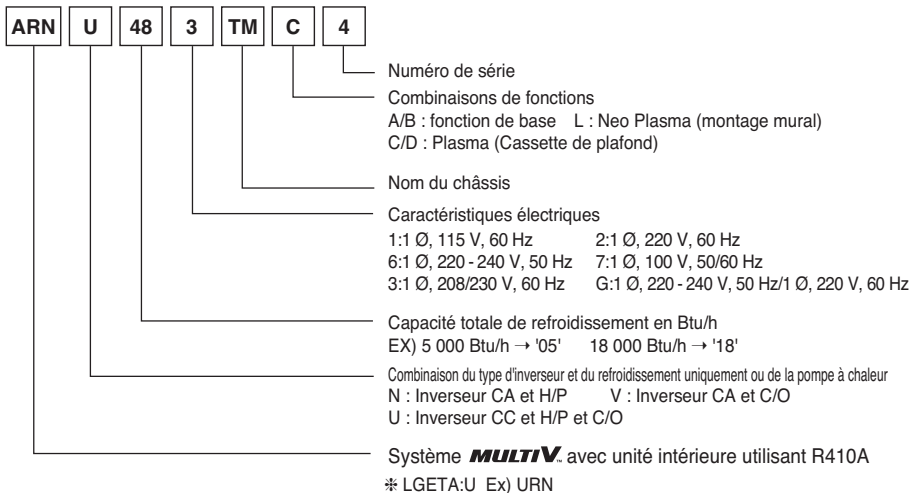 ARN U 48 3 TM C 4
Numéro de série
Combinaisons de fonctions
A/B : fonction de base L : Neo Plasma (montage mural)
C/D : Plasma (Cassette de plafond)
Nom du châssis
Caractéristiques électriques
1:1 Ø, 115 V, 60 Hz 2:1 Ø, 220 V, 60 Hz
6:1 Ø, 220 - 240 V, 50 Hz 7:1 Ø, 100 V, 50/60 Hz
3:1 Ø, 208/230 V, 60 Hz G:1 Ø, 220 - 240 V, 50 Hz/1 Ø, 220 V, 60 Hz
Capacité totale de refroidissement en Btu/h
EX) 5 000 Btu/h → '05' 18 000 Btu/h → '18'
Combinaison du type d'inverseur et du refroidissement uniquement ou de la pompe à chaleur
N : Inverseur CA et H/P V : Inverseur CA et C/O
U : Inverseur CC et H/P et C/O
Système MULTI V™ avec unité intérieure utilisant R410A
❈ LGETA:U Ex) URN